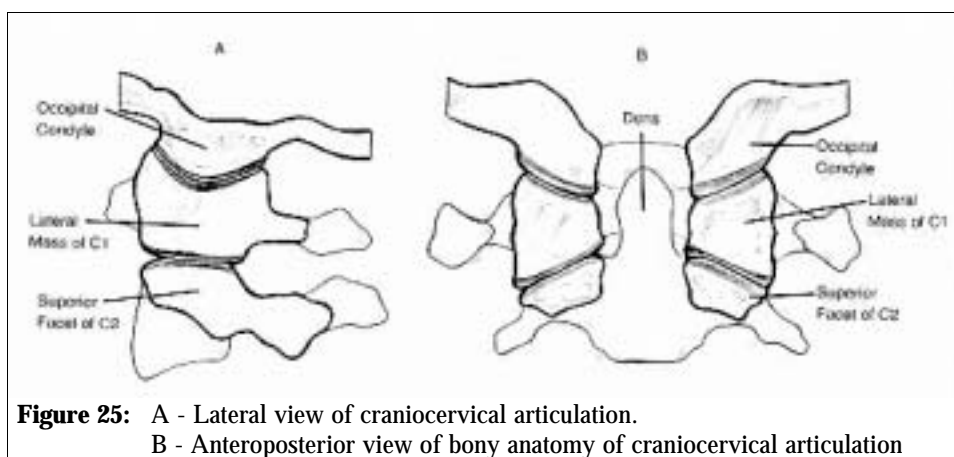 A
B
Occipital
Condyle
Dens
Occipital
Condyle
Lateral
Mass of C1
Lateral
Mass of C1
Superior
Facet of C2
Superior
Facet of C2
Figure 25: A - Lateral view of craniocervical articulation.
B - Anteroposterior view of bony anatomy of craniocervical articulation